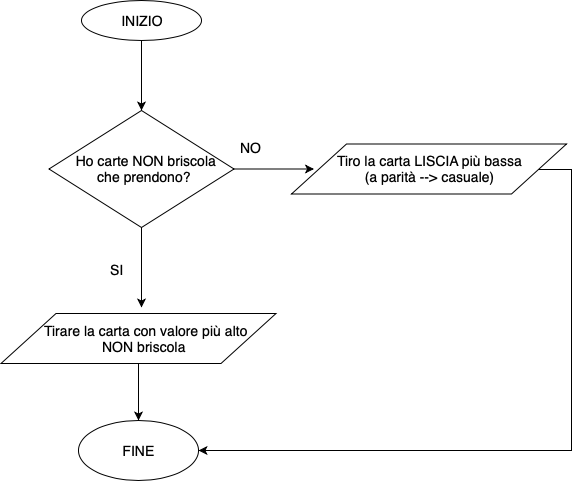 INIZIO
Ho carte NON briscola
che prendono?
NO
Tiro la carta LISCIA più bassa
(a parità --> casuale)
SI
Tirare la carta con valore più alto
NON briscola
FINE